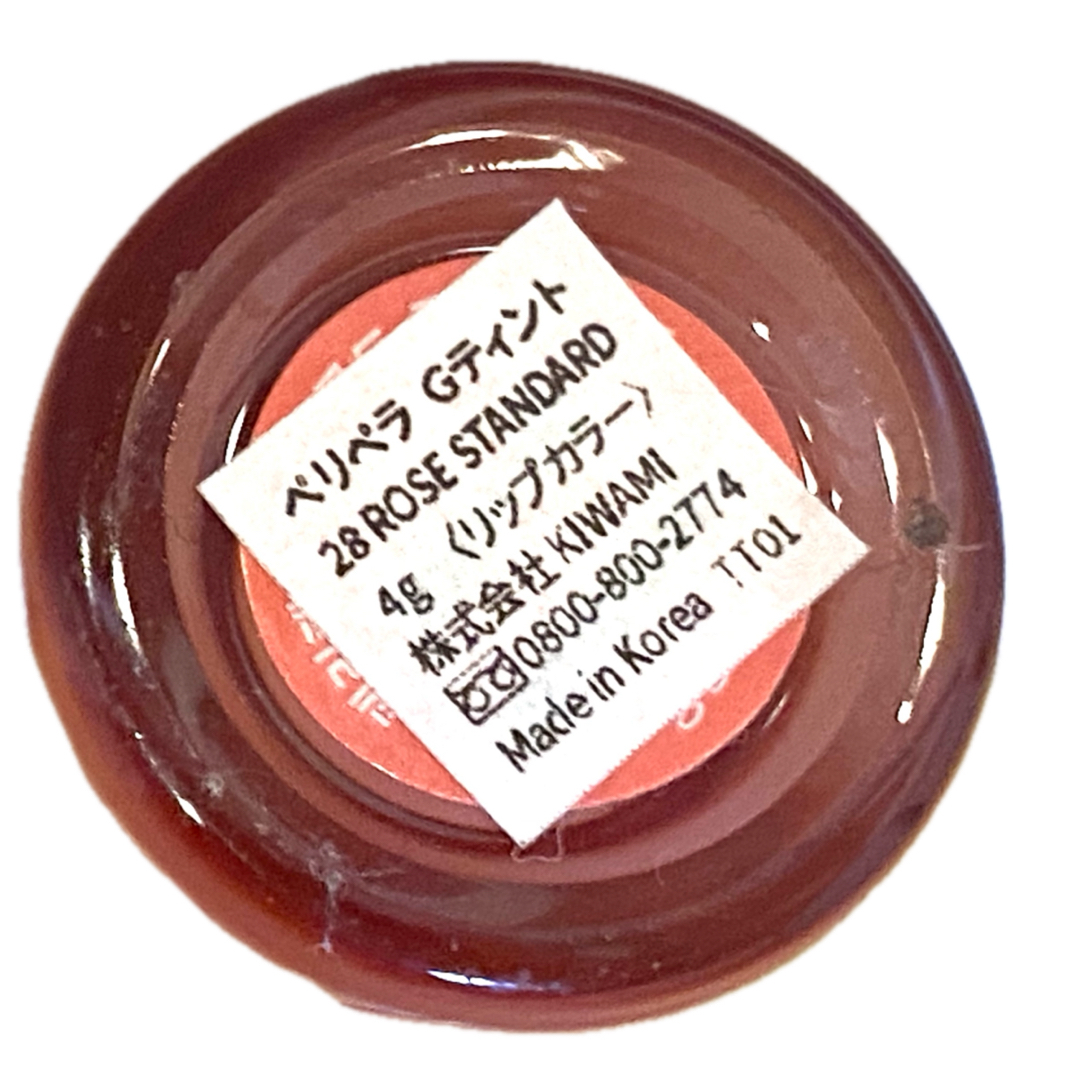 ペリペラ Gティント
28 ROSE STANDARD
4g 〈リップカラー〉
株式会社 KIWAMI
0800-800-2774
Made in Korea TT01